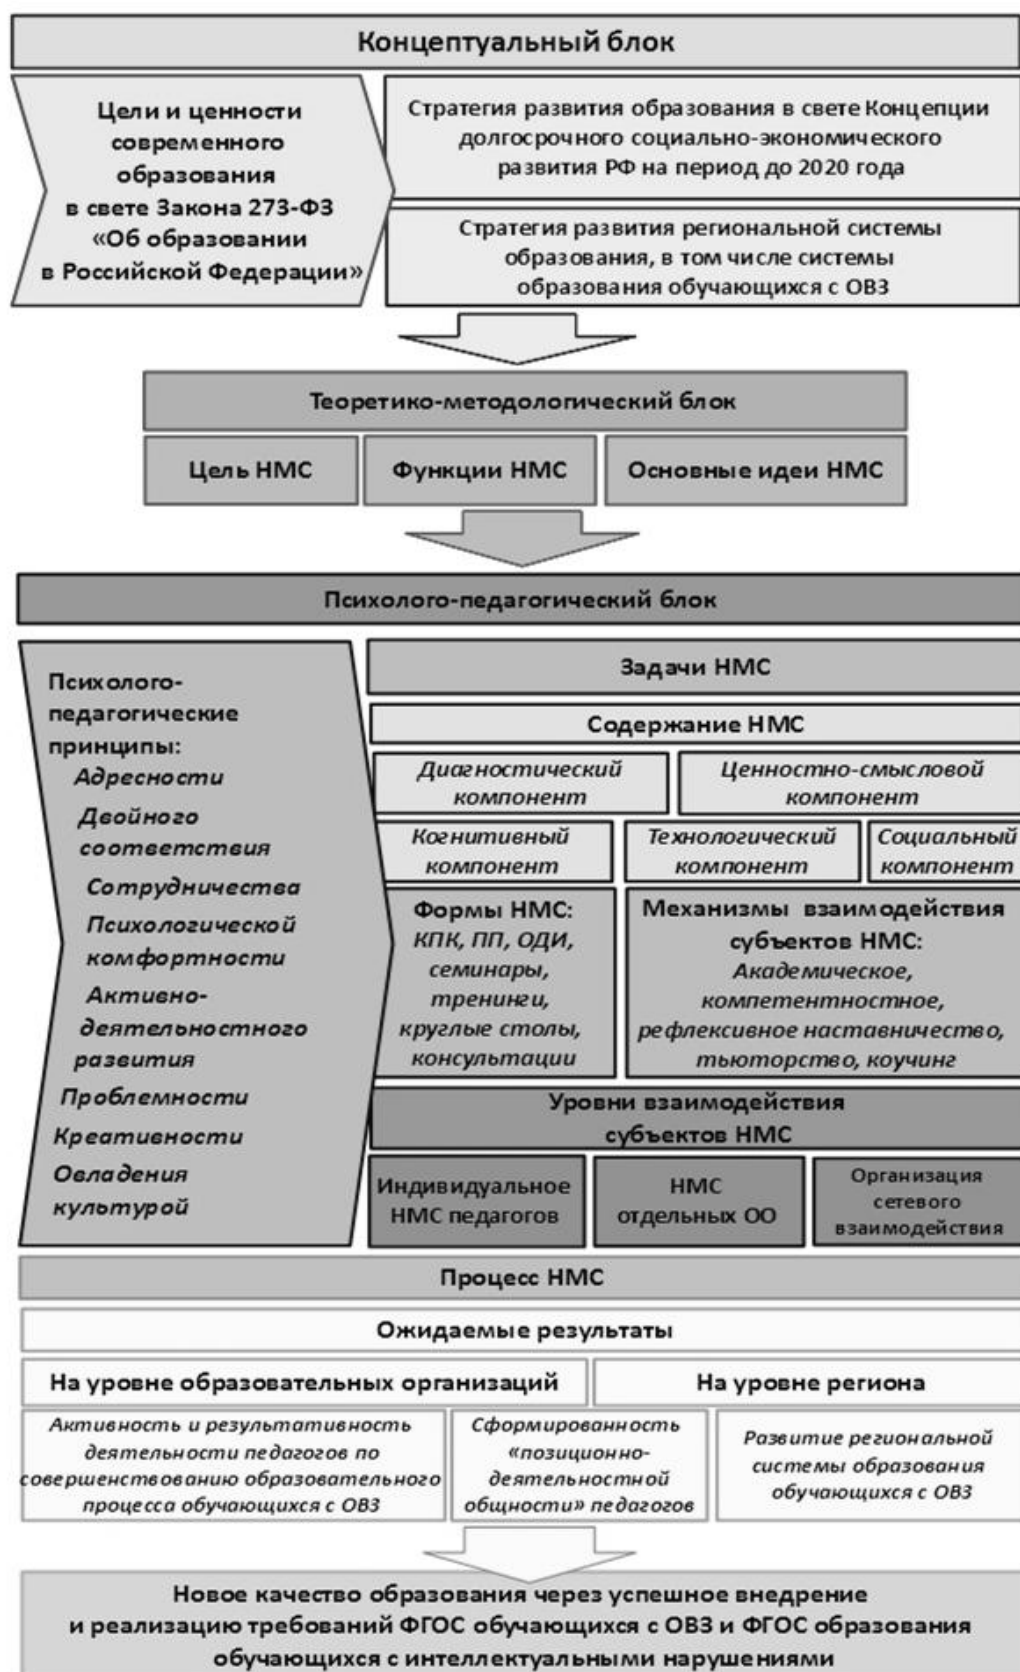 Концептуальный блок
Цели и ценности
современного
образования
в свете Закона 273-ФЗ
«Об образовании
в Российской Федерации»
Стратегия развития образования в свете Концепции
долгосрочного социально-экономического
развития РФ на период до 2020 года
Стратегия развития региональной системы
образования, в том числе системы
образования обучающихся с ОВЗ
Теоретико-методологический блок
Цель НМС
Функции НМС
Основные идеи НМС
Психолого-педагогический блок
Психолого-
педагогические
принципы:
Адресности
Двойного
соответствия
Сотрудничества
Психологической
комфортности
Активно-
деятельностного
развития
Проблемности
Креативности
Овладения
культурой
Задачи НМС
Содержание НМС
Диагностический
компонент
Ценностно-смысловой
компонент
Когнитивный
компонент
Технологический
компонент
Социальный
компонент
Формы НМС:
КПК, ПП, ОДИ,
семинары,
тренинги,
круглые столы,
консультации
Механизмы взаимодействия
субъектов НМС:
Академическое,
компетентностное,
рефлексивное наставничество,
тьюторство, коучинг
Уровни взаимодействия
субъектов НМС
Индивидуальное
НМС педагогов
НМС
отдельных ОО
Организация
сетевого
взаимодействия
Процесс НМС
Ожидаемые результаты
На уровне образовательных организаций
На уровне региона
Активность и результативность
деятельности педагогов по
совершенствованию образовательного
процесса обучающихся с ОВЗ
Сформированность
«позиционно-
деятельностной
общности» педагогов
Развитие региональной
системы образования
обучающихся с ОВЗ
Новое качество образования через успешное внедрение
и реализацию требований ФГОС обучающихся с ОВЗ и ФГОС образования
обучающихся с интеллектуальными нарушениями